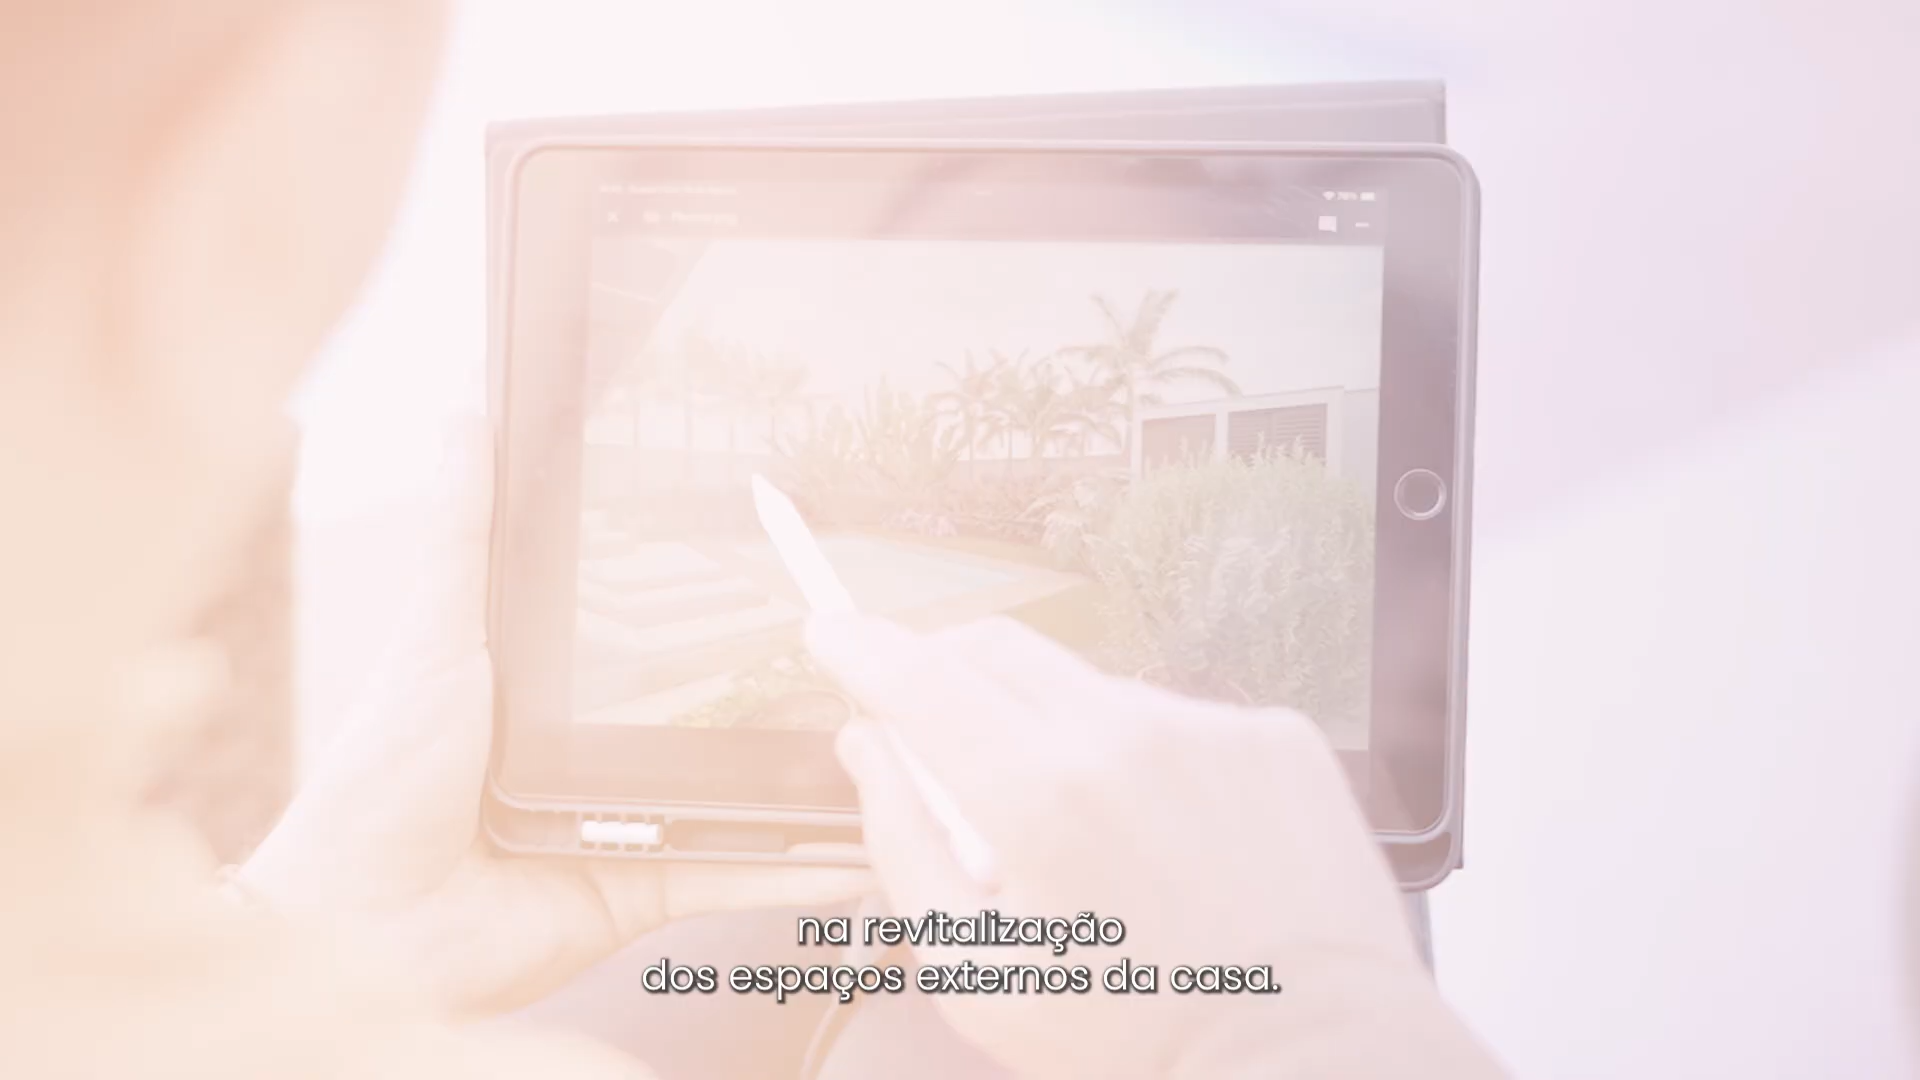 na revitalização
dos espaços externos da casa.